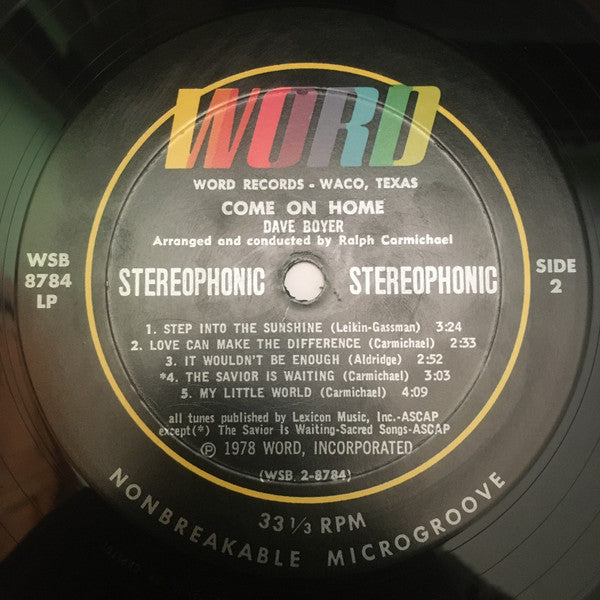 WORD
WORD RECORDS - WACO, TEXAS
COME ON HOME
DAVE BOYER
Arranged and conducted by Ralph Carmichael
WSB
8784
LP
STEREOPHONIC STEREOPHONIC
SIDE
2
1. STEP INTO THE SUNSHINE (Leikin-Gassman) 3:24
2. LOVE CAN MAKE THE DIFFERENCE (Carmichael) 2:33
3. IT WOULDN'T BE ENOUGH (Aldridge) 2:52
*4. THE SAVIOR IS WAITING (Carmichael) 3:03
5. MY LITTLE WORLD (Carmichael) 4:09
all tunes published by Lexicon Music, Inc.-ASCAP
except(*) The Savior Is Waiting-Sacred Songs-ASCAP
Ⓟ 1978 WORD, INCORPORATED
(WSB 2-8784)
33 1/3 RPM
NONBREAKABLE MICROGROOVE